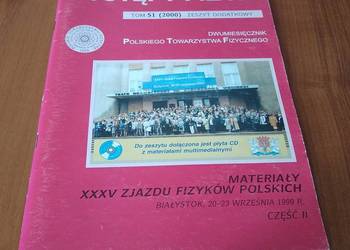 TOM 51 (2000) ZESZYT DODATKOWY
DWUMIESIĘCZNIK
POLSKIEGO TOWARZYSTWA FIZYCZNEGO
Do zeszytu dołączona jest płyta CD
z materiałami multimedialnymi
MATERIAŁY
XXXV ZJAZDU FIZYKÓW POLSKICH
BIAŁYSTOK, 20-23 WRZEŚNIA 1999 R.
CZĘŚĆ II